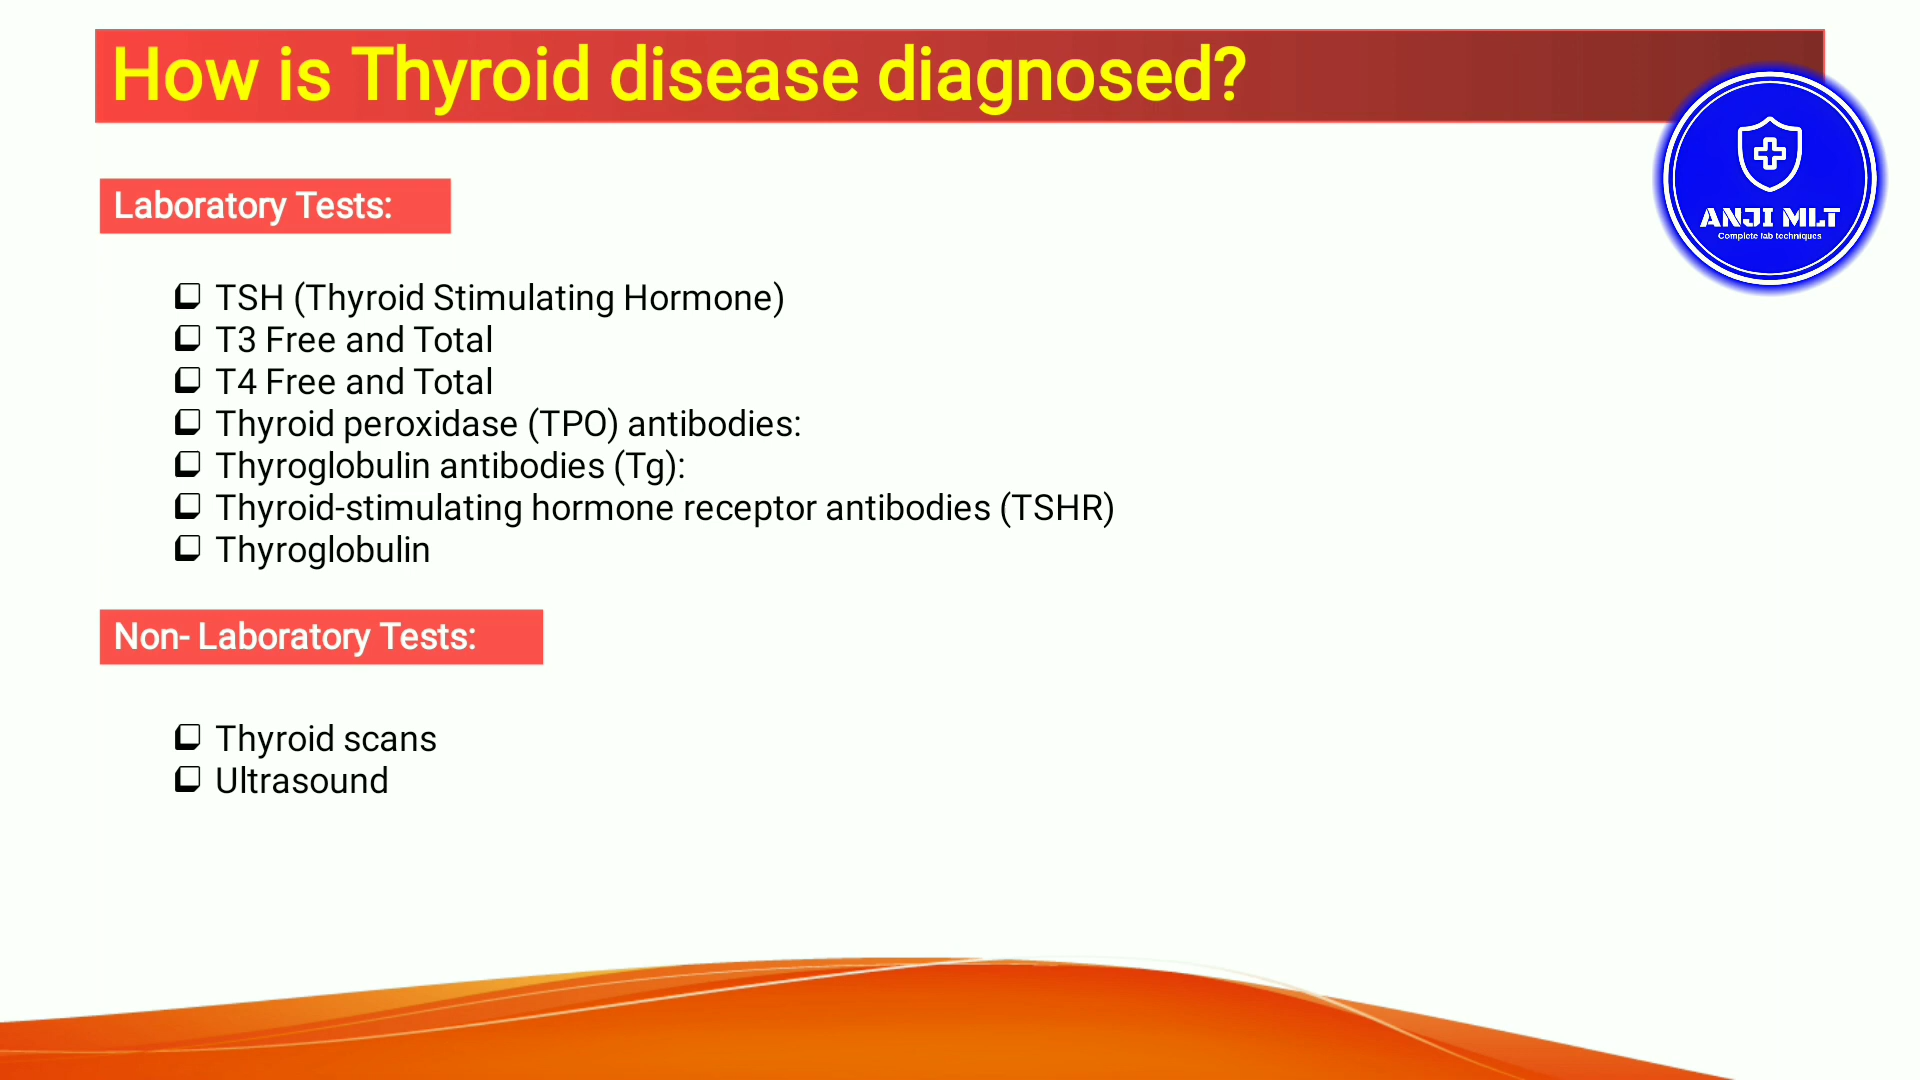 How is Thyroid disease diagnosed?
ANJI MLT
Complete lab techniques
Laboratory Tests:
TSH (Thyroid Stimulating Hormone)
T3 Free and Total
T4 Free and Total
Thyroid peroxidase (TPO) antibodies:
Thyroglobulin antibodies (Tg):
Thyroid-stimulating hormone receptor antibodies (TSHR)
Thyroglobulin
Non- Laboratory Tests:
Thyroid scans
Ultrasound